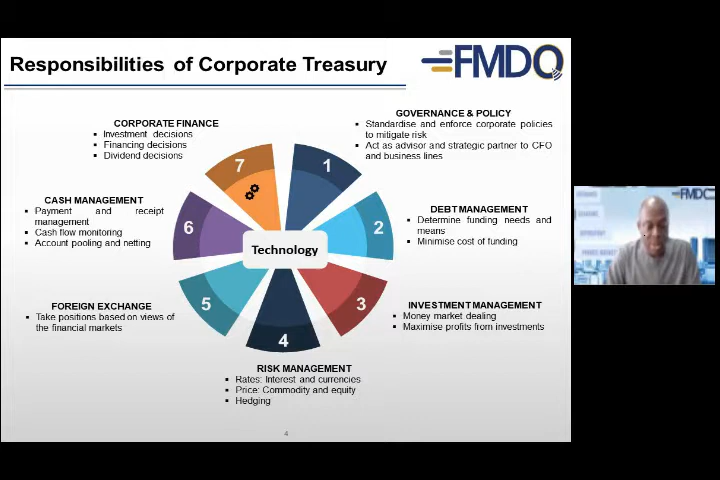 Responsibilities of Corporate Treasury
FMDQ
GOVERNANCE & POLICY
▪ Standardise and enforce corporate policies
to mitigate risk
▪ Act as advisor and strategic partner to CFO
and business lines
CORPORATE FINANCE
▪ Investment decisions
▪ Financing decisions
▪ Dividend decisions
7
1
CASH MANAGEMENT
▪ Payment and receipt
management
▪ Cash flow monitoring
▪ Account pooling and netting
6
2
DEBT MANAGEMENT
▪ Determine funding needs and
means
▪ Minimise cost of funding
Technology
FOREIGN EXCHANGE
▪ Take positions based on views of
the financial markets
5
3
INVESTMENT MANAGEMENT
▪ Money market dealing
▪ Maximise profits from investments
4
RISK MANAGEMENT
▪ Rates: Interest and currencies
▪ Price: Commodity and equity
▪ Hedging
4
FMDQ